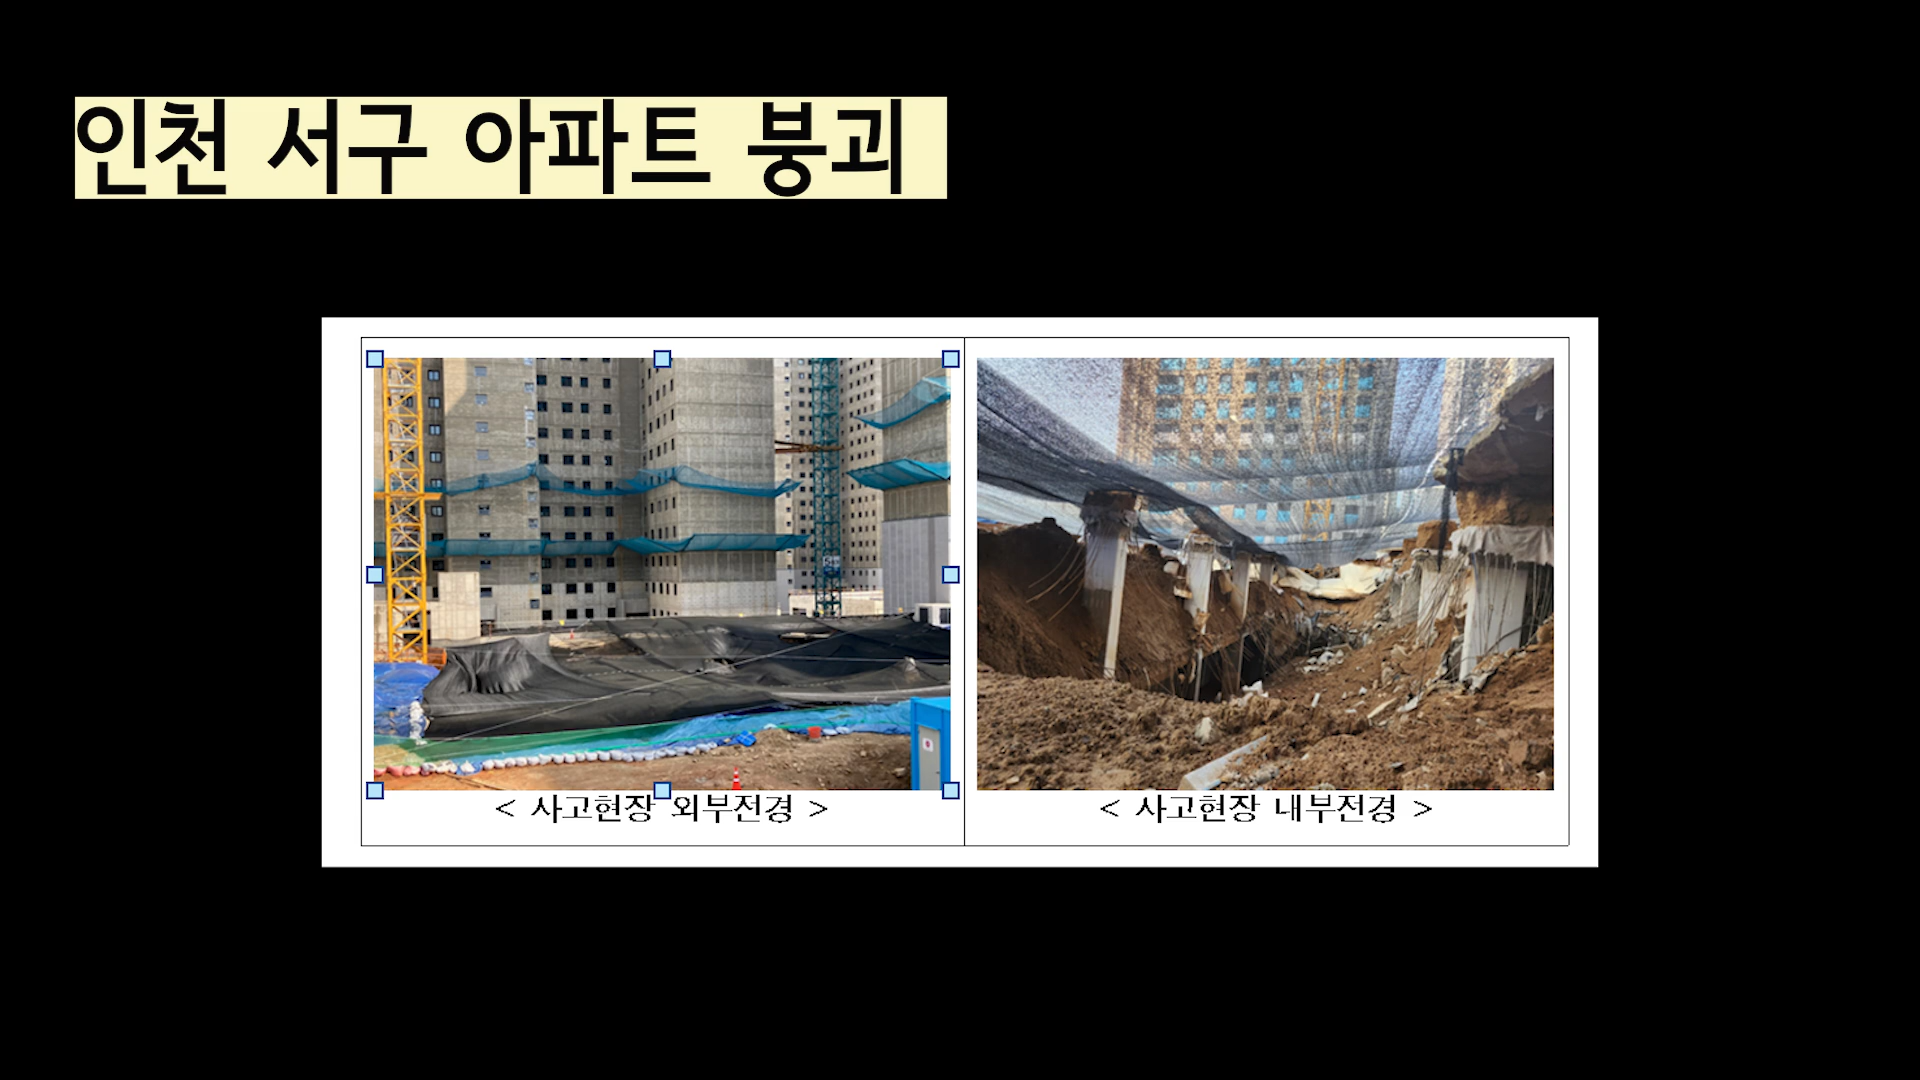 인천 서구 아파트 붕괴
< 사고현장 외부전경 >
< 사고현장 내부전경 >